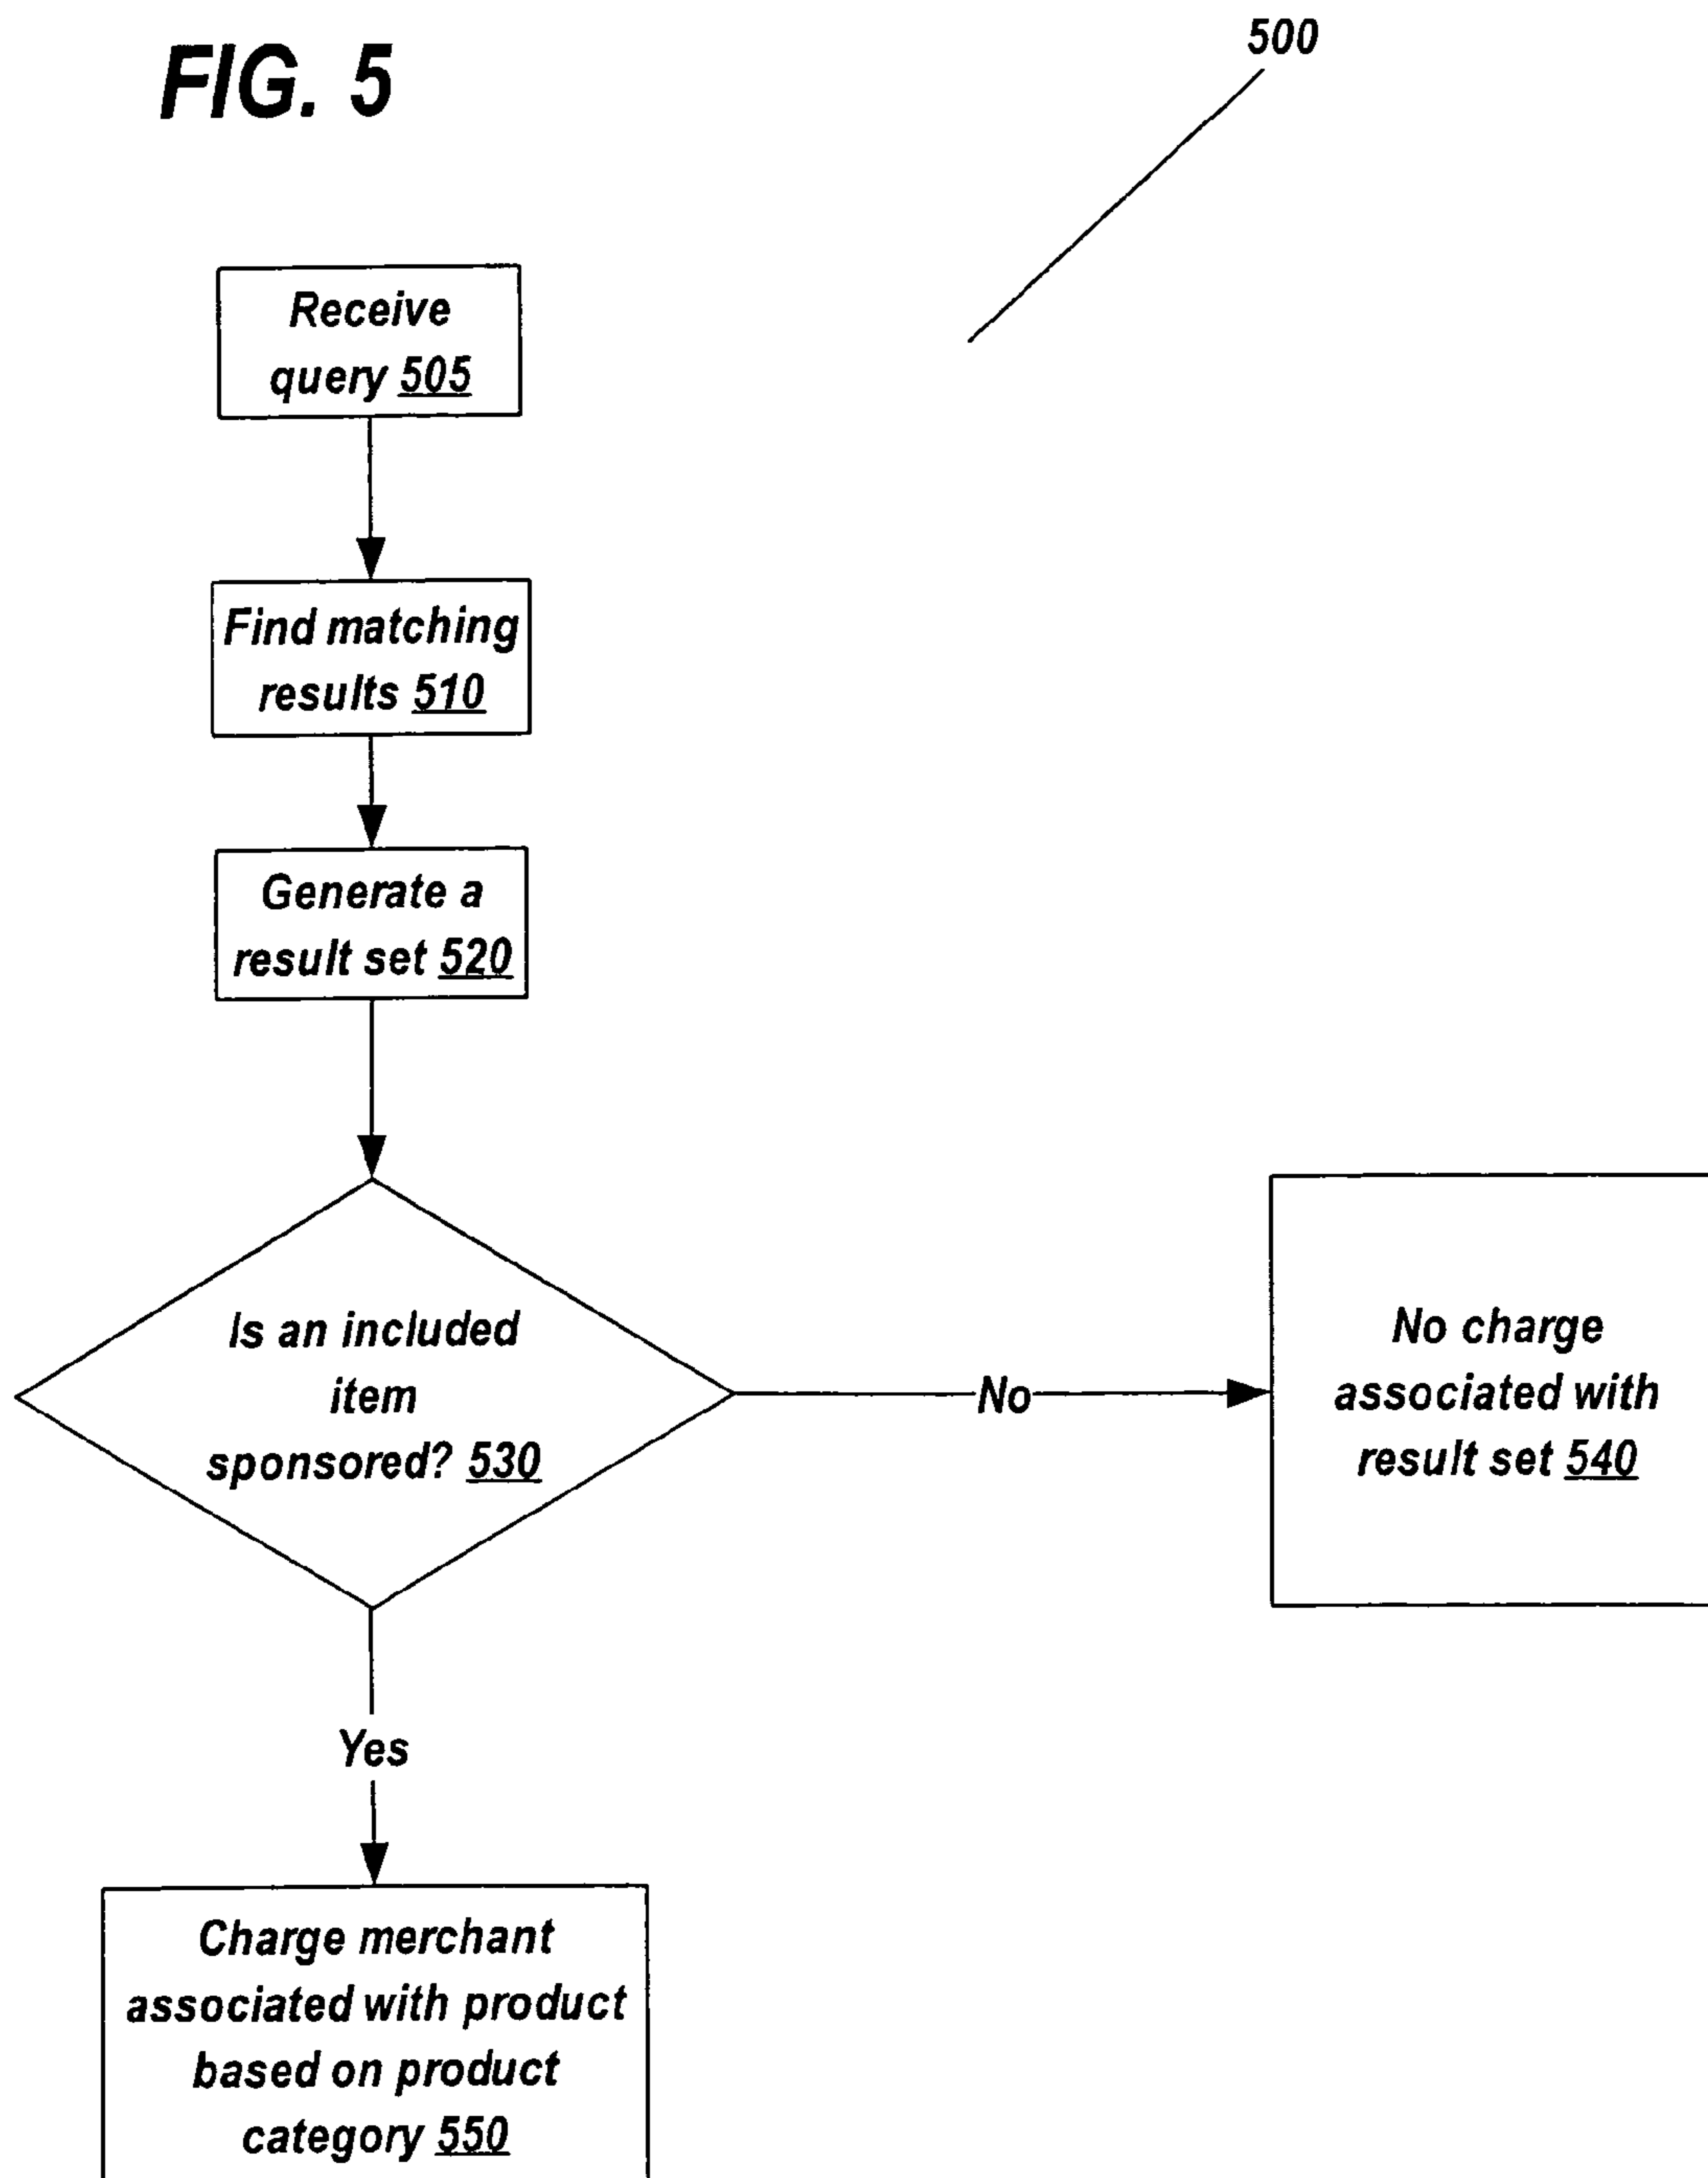 FIG. 5
500
Receive
query 505
Find matching
results 510
Generate a
result set 520
Is an included
item
sponsored? 530
No
No charge
associated with
result set 540
Yes
Charge merchant
associated with product
based on product
category 550